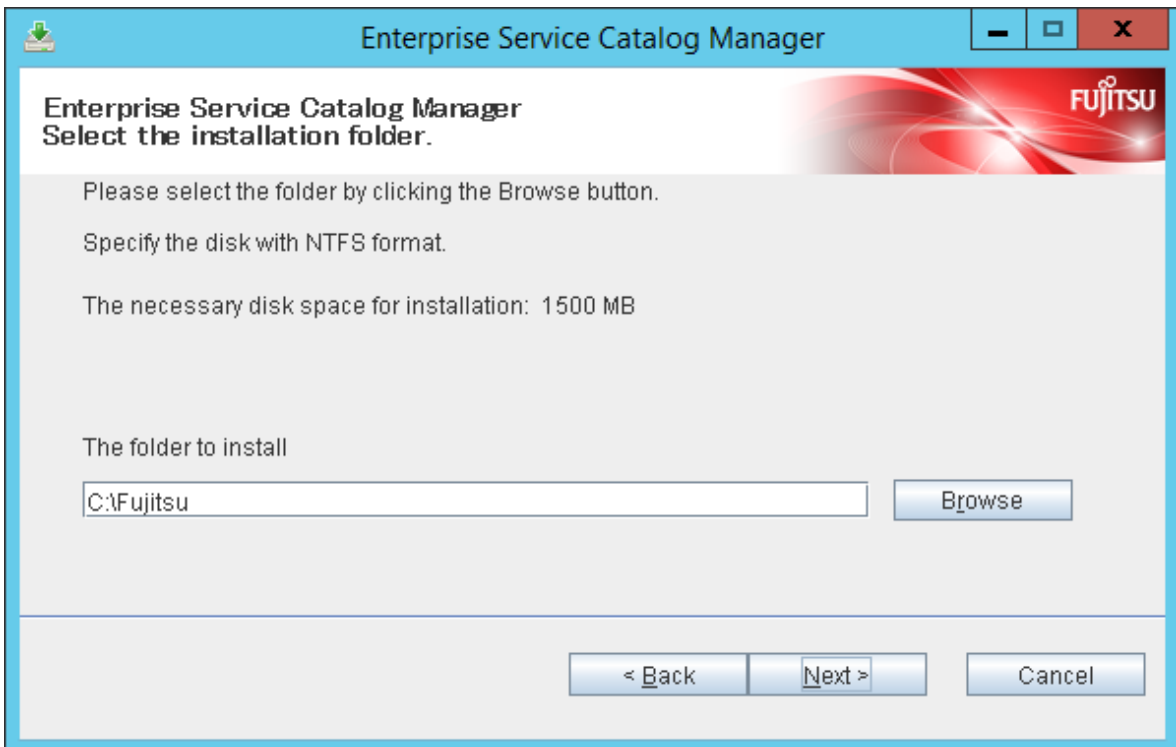 Enterprise Service Catalog Manager
x
Enterprise Service Catalog Manager
Select the installation folder.
FUJITSU
Please select the folder by clicking the Browse button.
Specify the disk with NTFS format.
The necessary disk space for installation: 1500 MB
The folder to install
C:\Fujitsu
Browse
< Back
Next >
Cancel